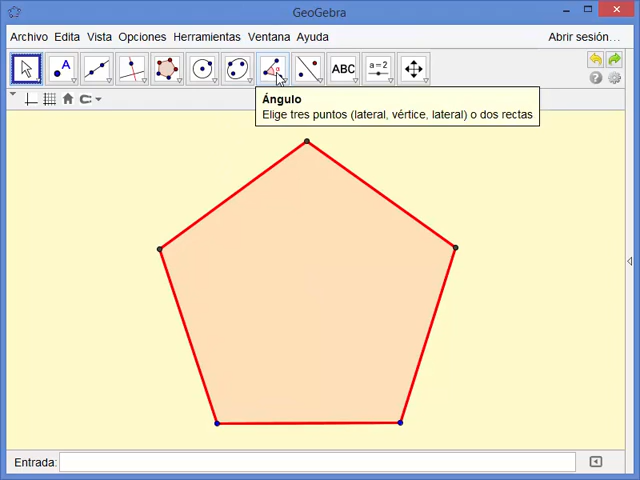 GeoGebra
Archivo Edita Vista Opciones Herramientas Ventana Ayuda Abrir sesión...
A α ABC a = 2
Ángulo
Elige tres puntos (lateral, vértice, lateral) o dos rectas
Entrada: